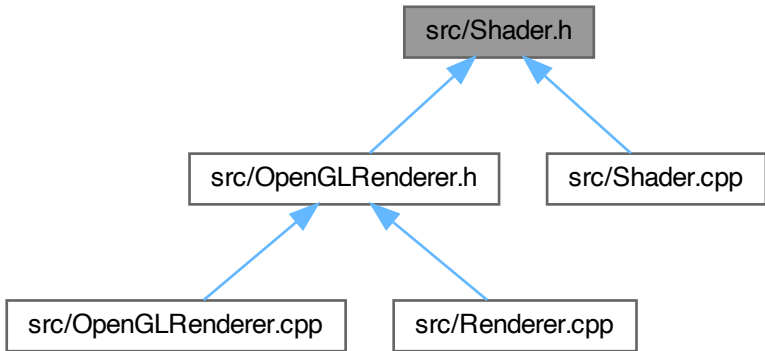 src/Shader.h
src/OpenGLRenderer.h
src/Shader.cpp
src/OpenGLRenderer.cpp
src/Renderer.cpp